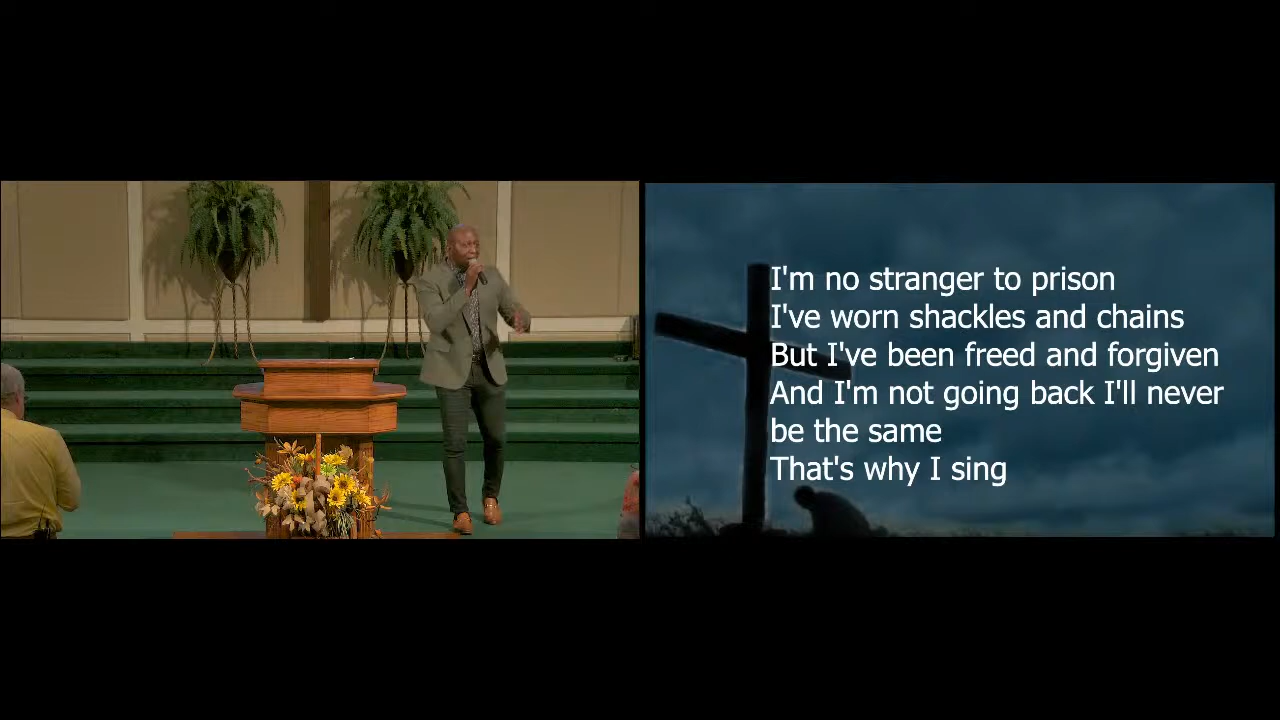 I'm no stranger to prison
I've worn shackles and chains
But I've been freed and forgiven
And I'm not going back I'll never
be the same
That's why I sing